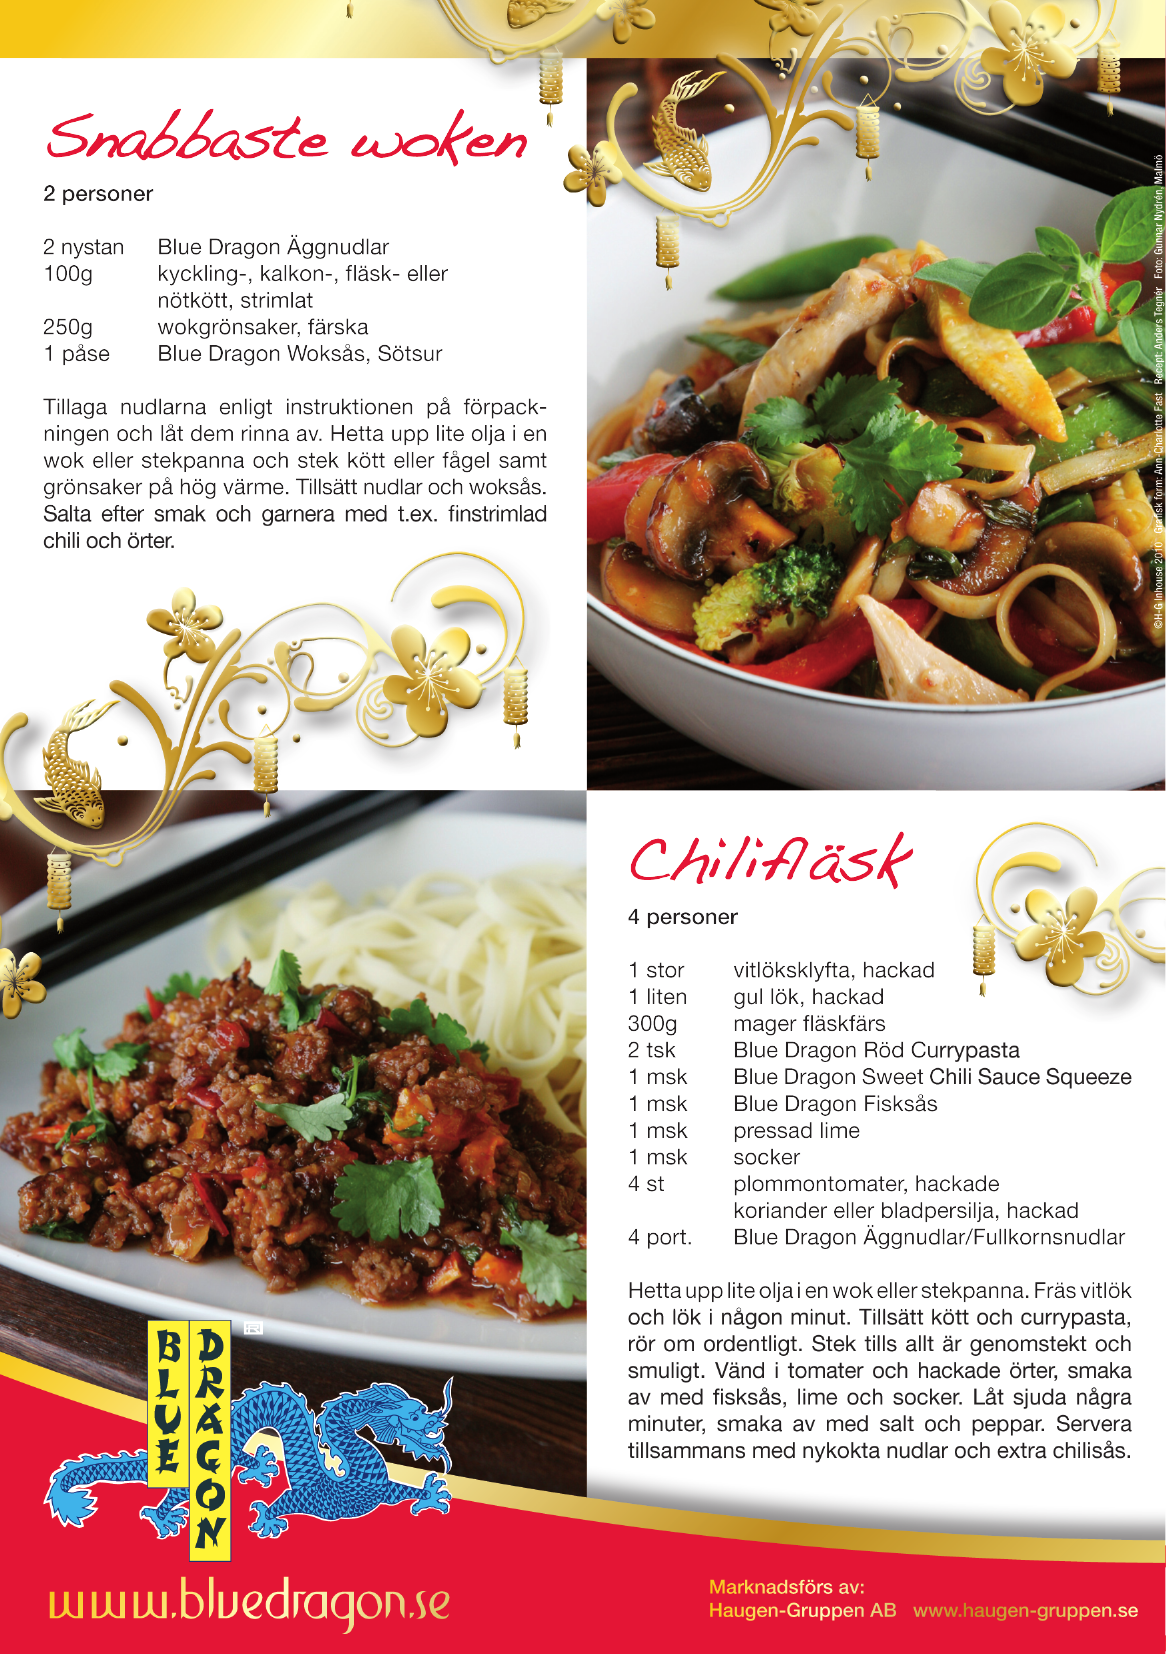 Snabbaste woken
2 personer
2 nystan Blue Dragon Äggnudlar
100g kyckling-, kalkon-, fläsk- eller
nötkött, strimlat
250g wokgrönsaker, färska
1 påse Blue Dragon Woksås, Sötsur
Tillaga nudlarna enligt instruktionen på förpack-
ningen och låt dem rinna av. Hetta upp lite olja i en
wok eller stekpanna och stek kött eller fågel samt
grönsaker på hög värme. Tillsätt nudlar och woksås.
Salta efter smak och garnera med t.ex. finstrimlad
chili och örter.
©H-G Inhouse 2010 Grafisk form: Ann-Charlotte Fast Recept: Anders Tegnér Foto: Gunnar Nydrén, Malmö
Chilifläsk
4 personer
1 stor vitlöksklyfta, hackad
1 liten gul lök, hackad
300g mager fläskfärs
2 tsk Blue Dragon Röd Currypasta
1 msk Blue Dragon Sweet Chili Sauce Squeeze
1 msk Blue Dragon Fisksås
1 msk pressad lime
1 msk socker
4 st plommontomater, hackade
koriander eller bladpersilja, hackad
4 port. Blue Dragon Äggnudlar/Fullkornsnudlar
Hetta upp lite olja i en wok eller stekpanna. Fräs vitlök
och lök i någon minut. Tillsätt kött och currypasta,
rör om ordentligt. Stek tills allt är genomstekt och
smuligt. Vänd i tomater och hackade örter, smaka
av med fisksås, lime och socker. Låt sjuda några
minuter, smaka av med salt och peppar. Servera
tillsammans med nykokta nudlar och extra chilisås.
BLUE
DRAGON
www.bluedragon.se
Marknadsförs av:
Haugen-Gruppen AB www.haugen-gruppen.se